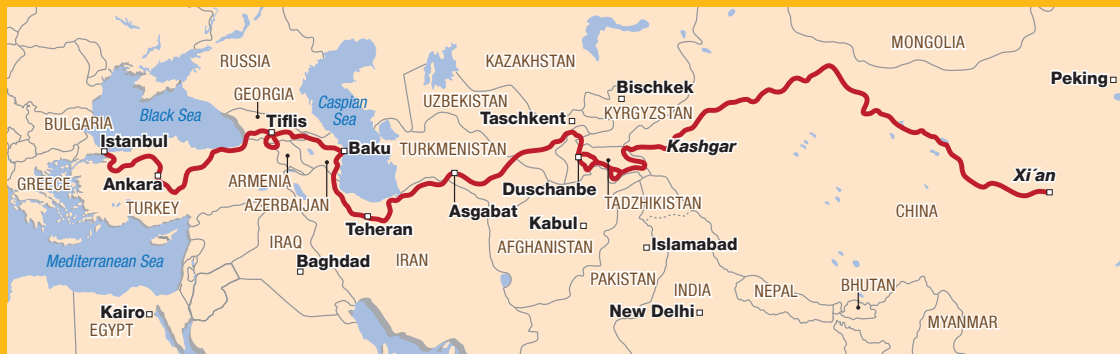 MONGOLIA
RUSSIA
KAZAKHSTAN
Peking
Bischkek
GEORGIA
Caspian
Sea
UZBEKISTAN
Black Sea
KYRGYZSTAN
Taschkent
BULGARIA
Tiflis
Istanbul
Baku
TURKMENISTAN
Kashgar
Xi´an
GREECE
Ankara
ARMENIA
Duschanbe
AZERBAIJAN
TADZHIKISTAN
TURKEY
Asgabat
CHINA
Kabul
Teheran
IRAQ
AFGHANISTAN
Islamabad
Mediterranean Sea
Baghdad
IRAN
PAKISTAN
INDIA
NEPAL
BHUTAN
Kairo
New Delhi
EGYPT
MYANMAR